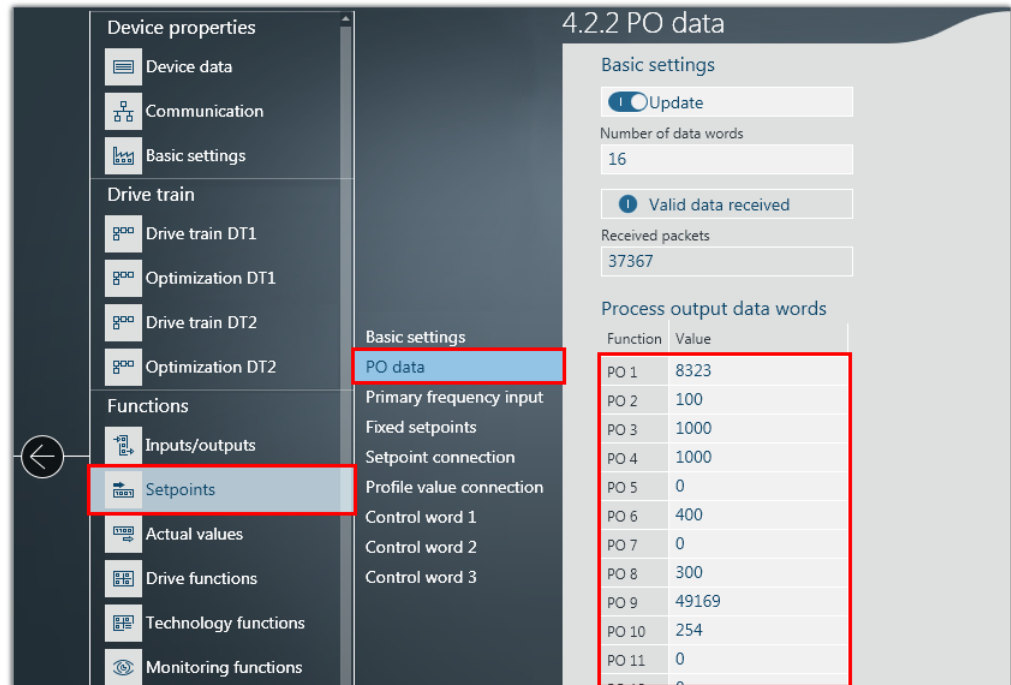 Device properties
Device data
Communication
Basic settings
Drive train
Drive train DT1
Optimization DT1
Drive train DT2
Optimization DT2
Functions
Inputs/outputs
Setpoints
Actual values
Drive functions
Technology functions
Monitoring functions
Basic settings
PO data
Primary frequency input
Fixed setpoints
Setpoint connection
Profile value connection
Control word 1
Control word 2
Control word 3
4.2.2 PO data
Basic settings
Update
Number of data words
16
Valid data received
Received packets
37367
Process output data words
Function Value
PO 1 8323
PO 2 100
PO 3 1000
PO 4 1000
PO 5 0
PO 6 400
PO 7 0
PO 8 300
PO 9 49169
PO 10 254
PO 11 0